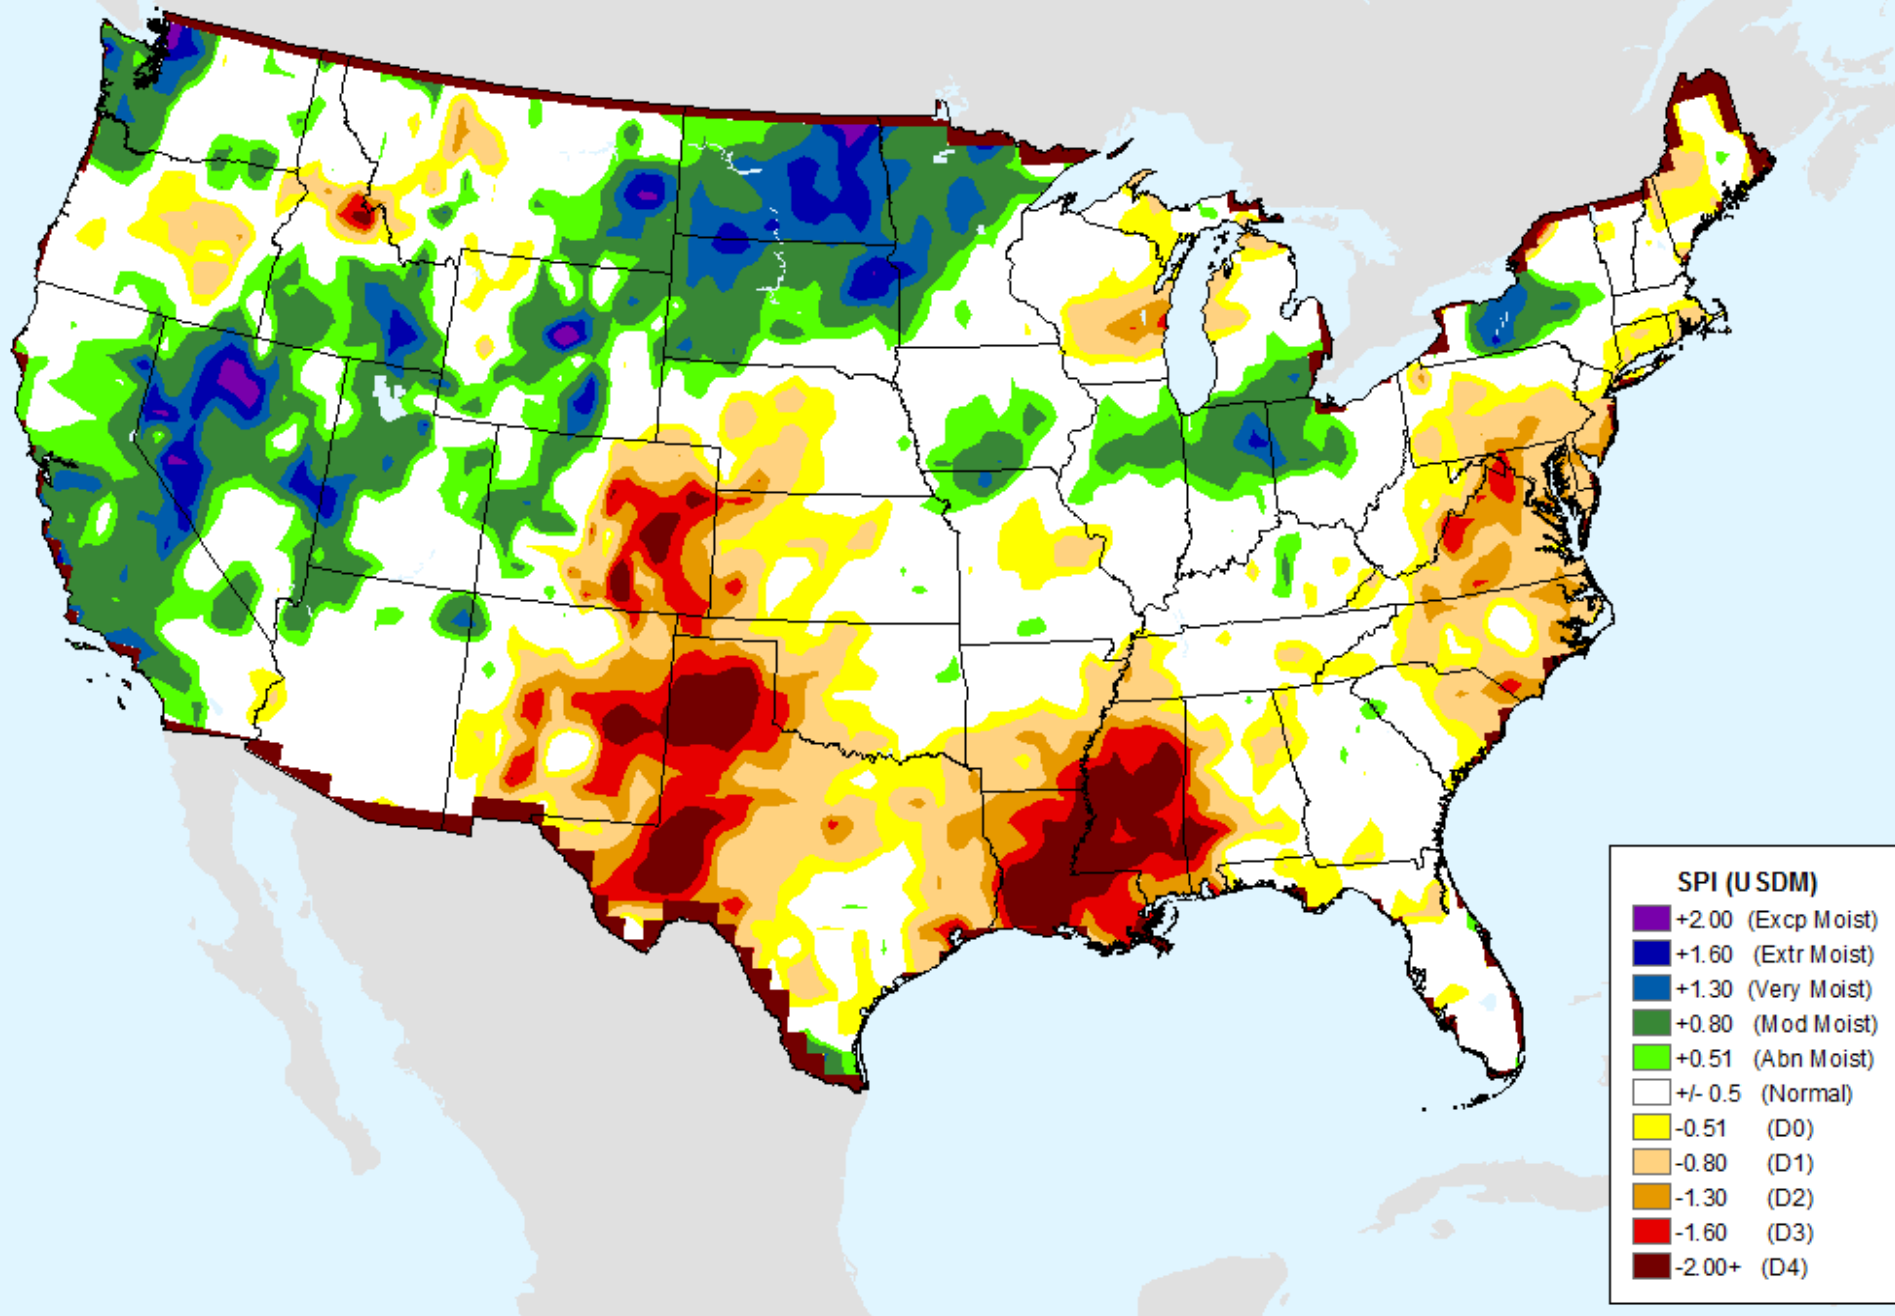 SPI (USDM)
+2.00 (Excp Moist)
+1.60 (Extr Moist)
+1.30 (Very Moist)
+0.80 (Mod Moist)
+0.51 (Abn Moist)
+/- 0.5 (Normal)
-0.51 (D0)
-0.80 (D1)
-1.30 (D2)
-1.60 (D3)
-2.00+ (D4)